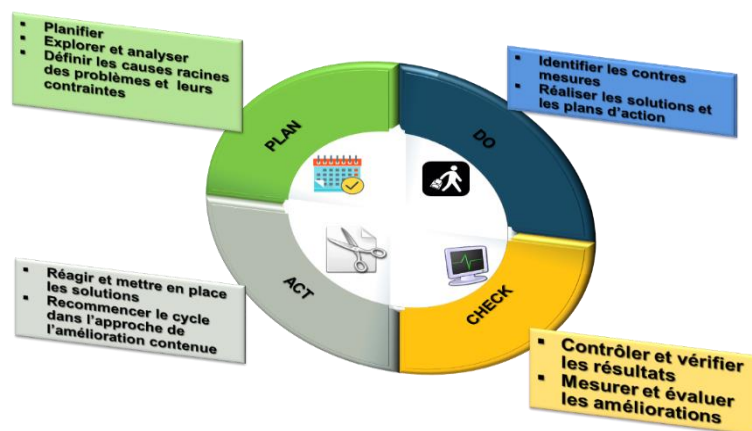 ▪ Planifier
▪ Explorer et analyser
▪ Définir les causes racines
des problèmes et leurs
contraintes
▪ Identifier les contres
mesures
▪ Réaliser les solutions et
les plans d'action
PLAN
DO
ACT
CHECK
▪ Réagir et mettre en place
les solutions
▪ Recommencer le cycle
dans l'approche de
l'amélioration contenue
▪ Contrôler et vérifier
les résultats
▪ Mesurer et évaluer
les améliorations